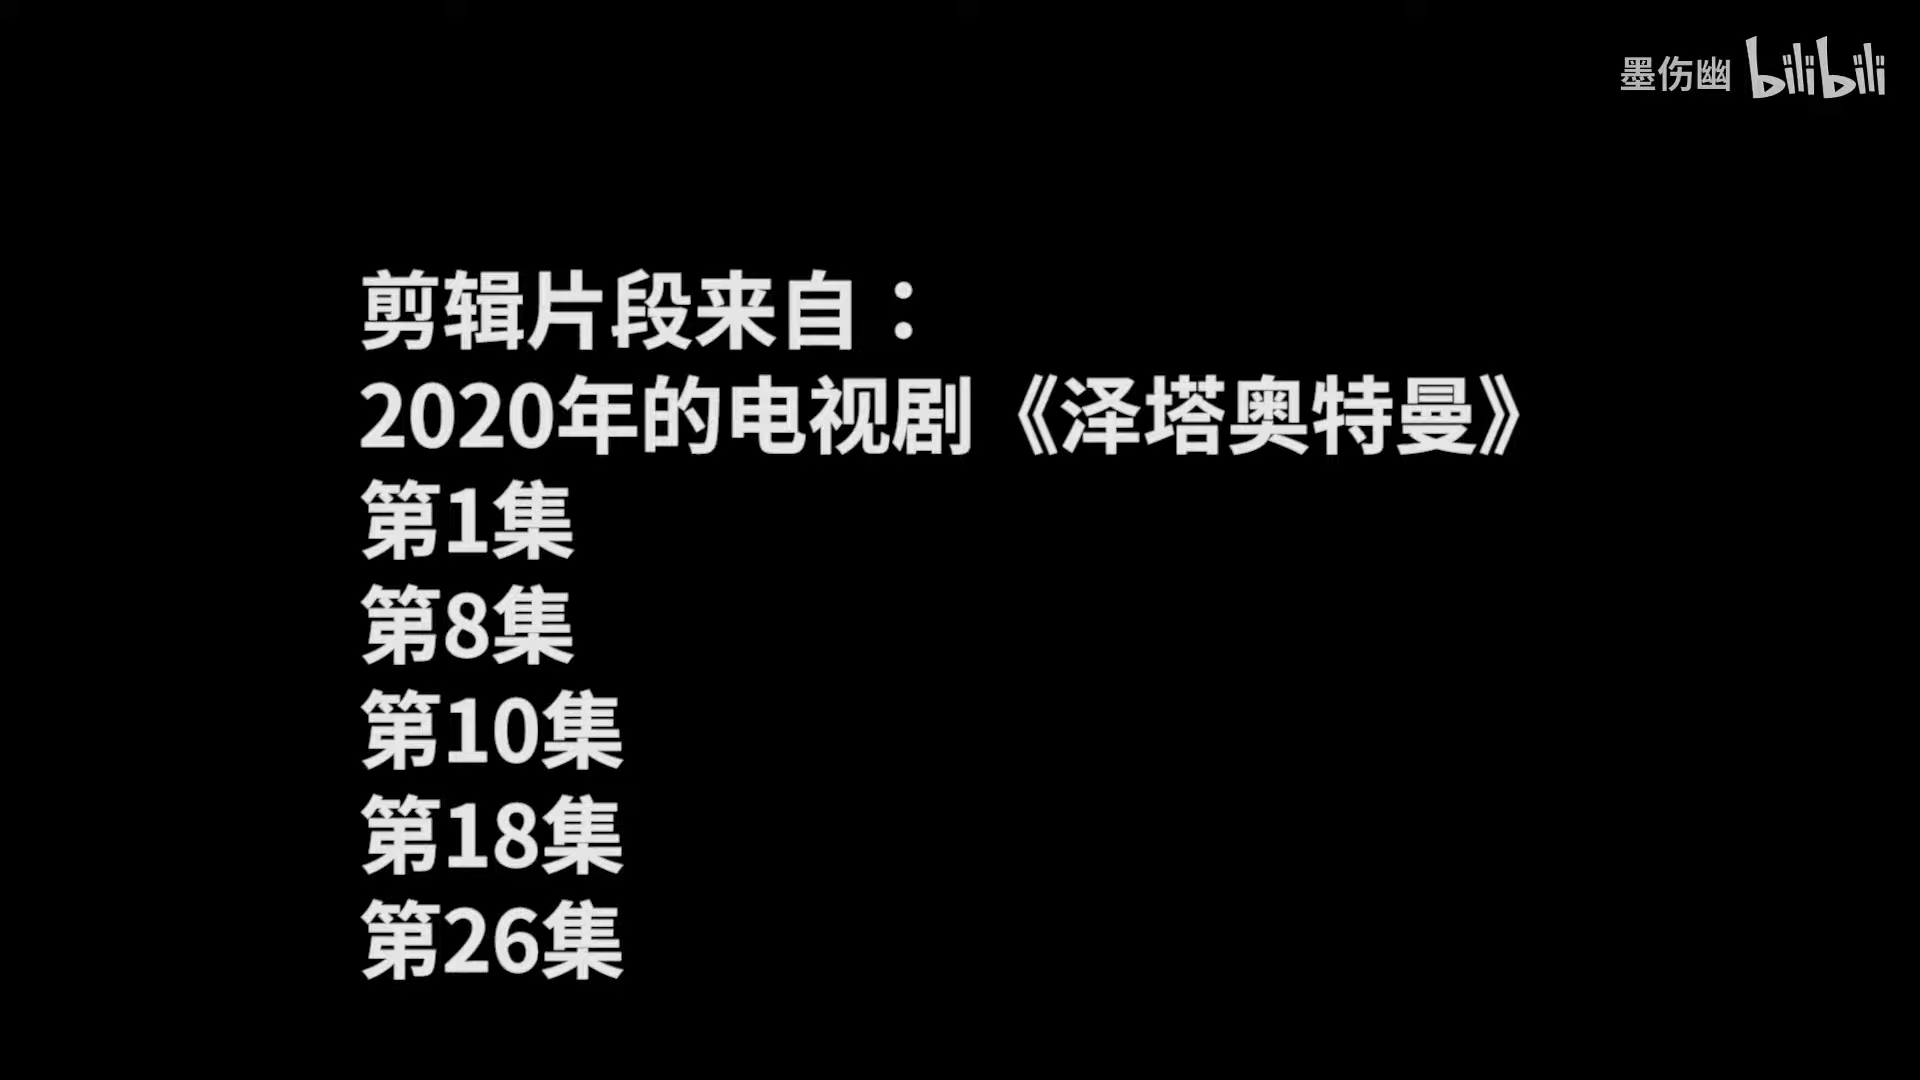 墨伤幽 bilibili
剪辑片段来自：
2020年的电视剧《泽塔奥特曼》
第1集
第8集
第10集
第18集
第26集